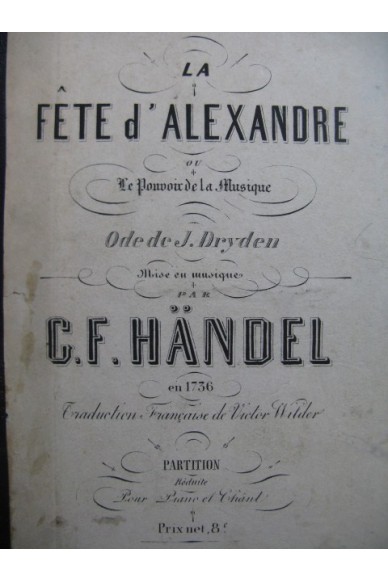 LA
FÊTE d'ALEXANDRE
OU
Le Pouvoir de la Musique
Ode de J. Dryden
Mise en musique
PAR
G.F. HÄNDEL
en 1736
Traduction Française de Victor Wilder
PARTITION
Réduite
Pour Piano et Chant
Prix net, 8f